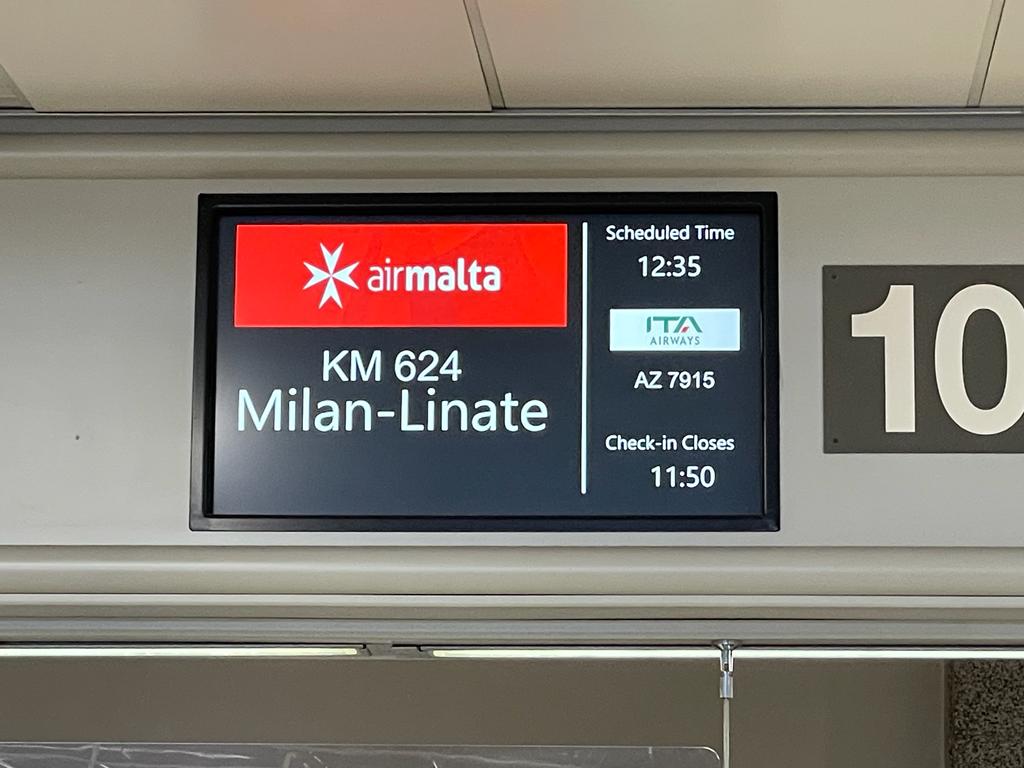 airmalta
KM 624
Milan-Linate
Scheduled Time
12:35
ITA
AIRWAYS
AZ 7915
Check-in Closes
11:50
10